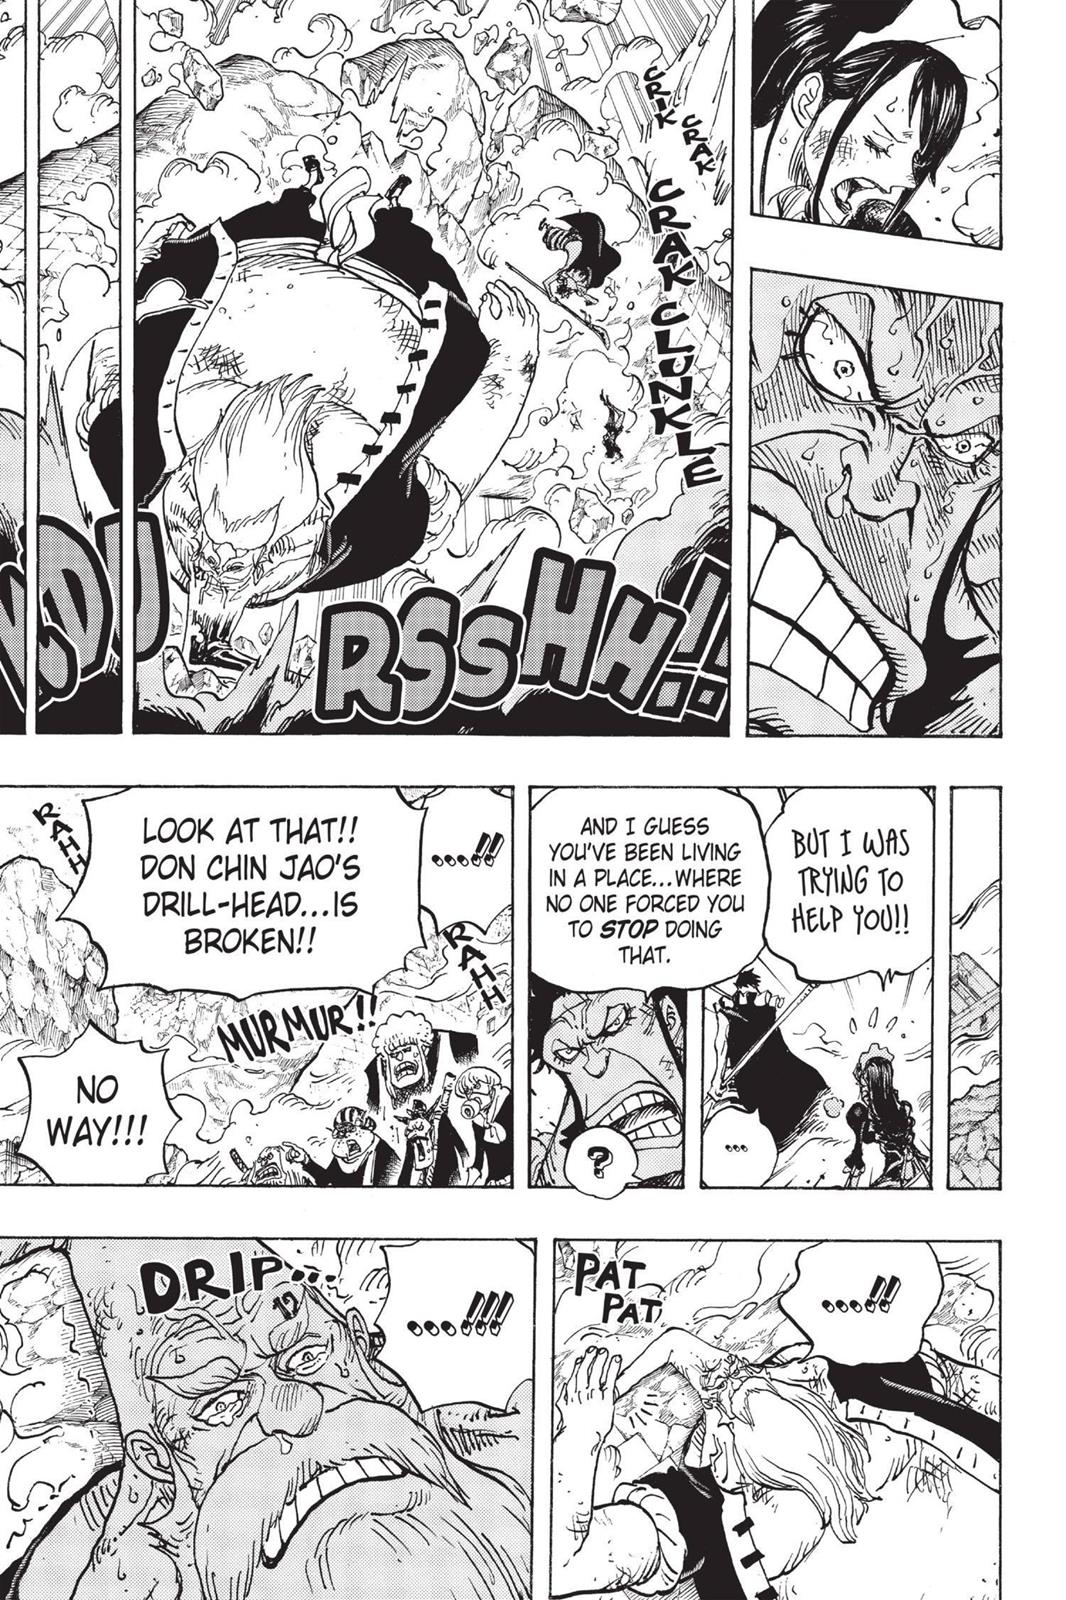 CRIK
CRAK
CRAK
CLUNKLE
RSSHHH!!
BUT I WAS
TRYING TO
HELP YOU!!
...
AND I GUESS
YOU'VE BEEN LIVING
IN A PLACE...WHERE
NO ONE FORCED YOU
TO STOP DOING
THAT.
?
...!!
RAHH
LOOK AT THAT!!
DON CHIN JAO'S
DRILL-HEAD...IS
BROKEN!!
RAHH
MURMUR!!
NO
WAY!!!
...!!
PAT
PAT
...!!!
DRIP...
12